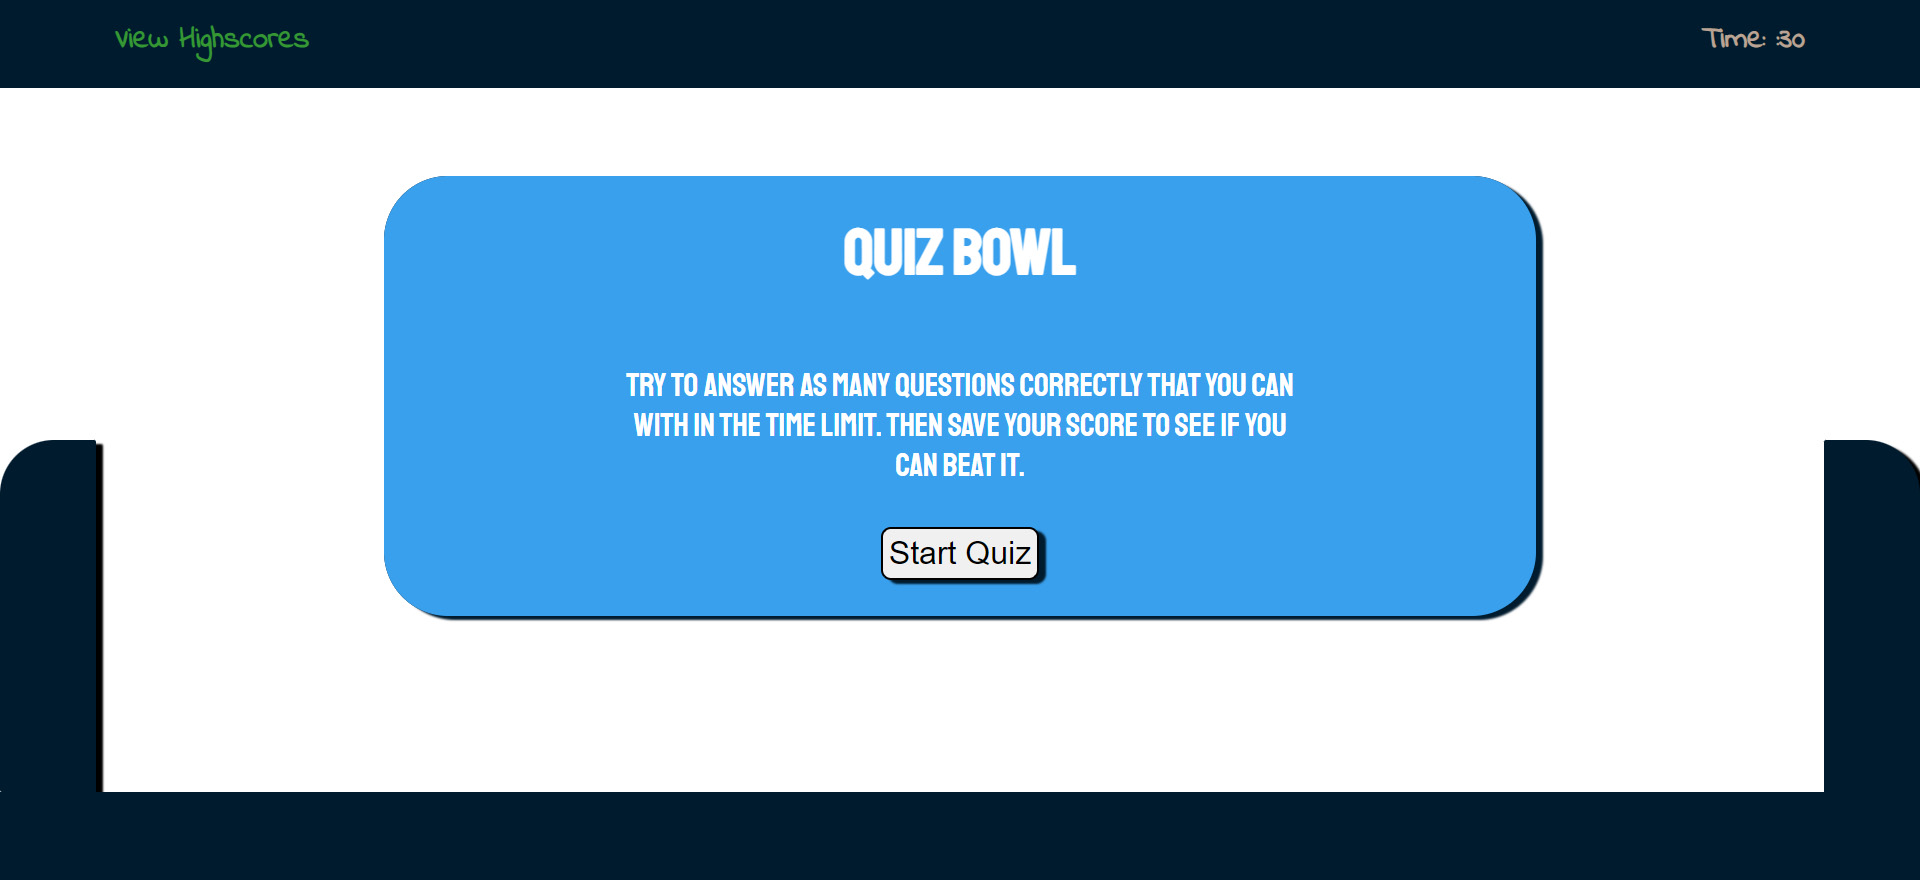 View Highscores
Time: :30
QUIZ BOWL
TRY TO ANSWER AS MANY QUESTIONS CORRECTLY THAT YOU CAN
WITH IN THE TIME LIMIT. THEN SAVE YOUR SCORE TO SEE IF YOU
CAN BEAT IT.
Start Quiz